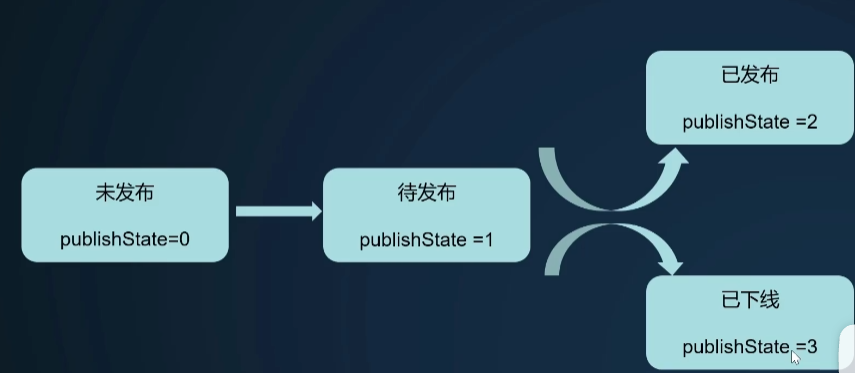 未发布
publishState=0
待发布
publishState =1
已发布
publishState =2
已下线
publishState =3